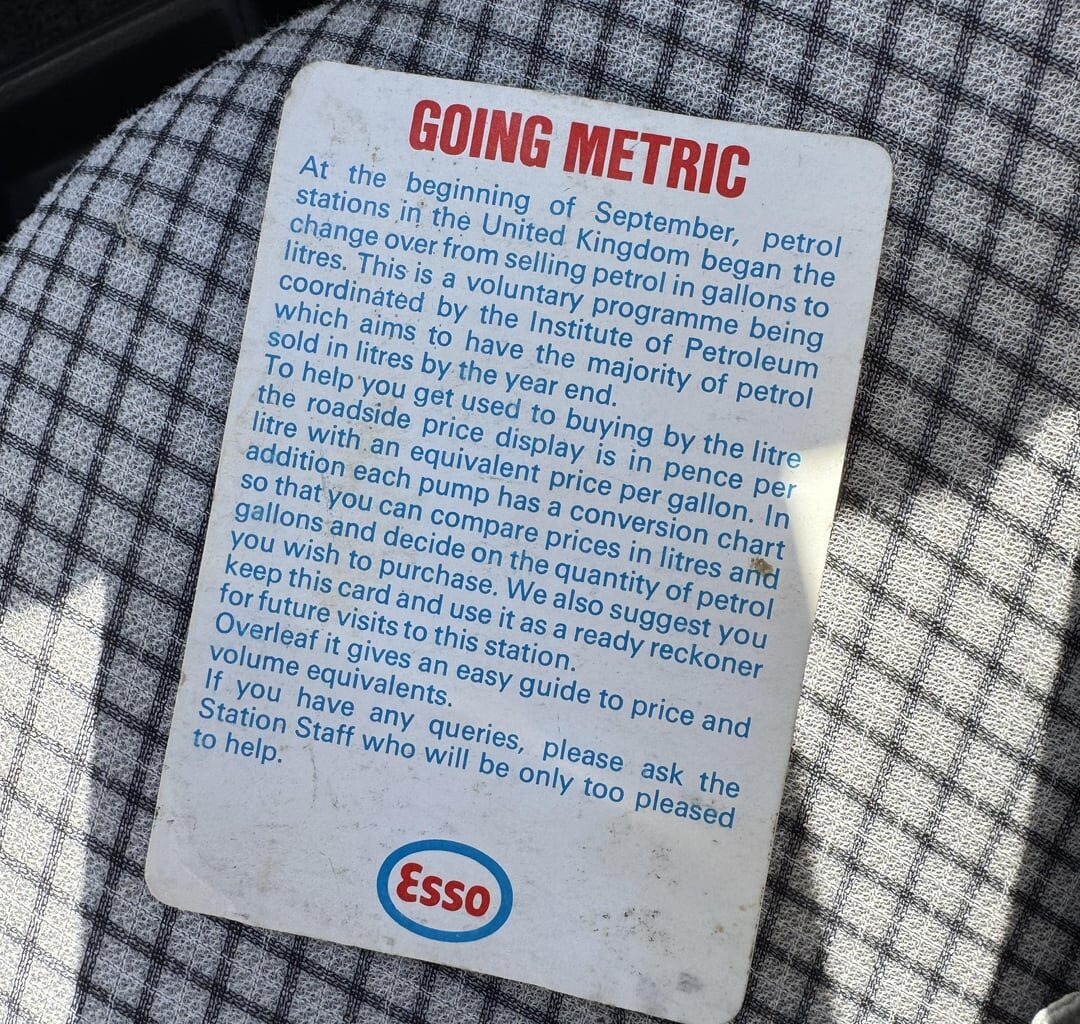 GOING METRIC
At the beginning of September, petrol
stations in the United Kingdom began the
change over from selling petrol in gallons to
litres. This is a voluntary programme being
coordinated by the Institute of Petroleum
which aims to have the majority of petrol
sold in litres by the year end.
To help you get used to buying by the litre
the roadside price display is in pence per
litre with an equivalent price per gallon. In
addition each pump has a conversion chart
so that you can compare prices in litres and
gallons and decide on the quantity of petrol
you wish to purchase. We also suggest you
keep this card and use it as a ready reckoner
for future visits to this station.
Overleaf it gives an easy guide to price and
volume equivalents.
If you have any queries, please ask the
Station Staff who will be only too pleased
to help.
Esso